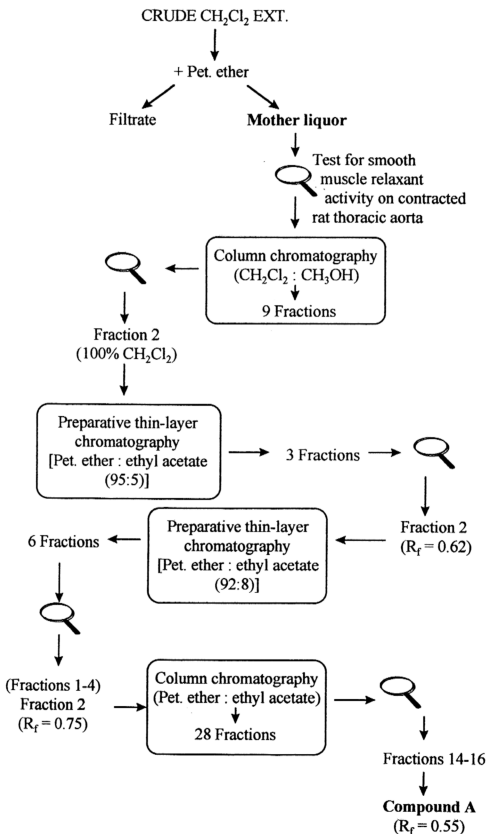 CRUDE CH₂Cl₂ EXT.
+ Pet. ether
Filtrate
Mother liquor
Test for smooth
muscle relaxant
activity on contracted
rat thoracic aorta
Column chromatography
(CH₂Cl₂ : CH₃OH)
9 Fractions
Fraction 2
(100% CH₂Cl₂)
Preparative thin-layer
chromatography
[Pet. ether : ethyl acetate
(95:5)]
3 Fractions
Fraction 2
(Rf = 0.62)
Preparative thin-layer
chromatography
[Pet. ether : ethyl acetate
(92:8)]
6 Fractions
(Fractions 1-4)
Fraction 2
(Rf = 0.75)
Column chromatography
(Pet. ether : ethyl acetate)
28 Fractions
Fractions 14-16
Compound A
(Rf = 0.55)